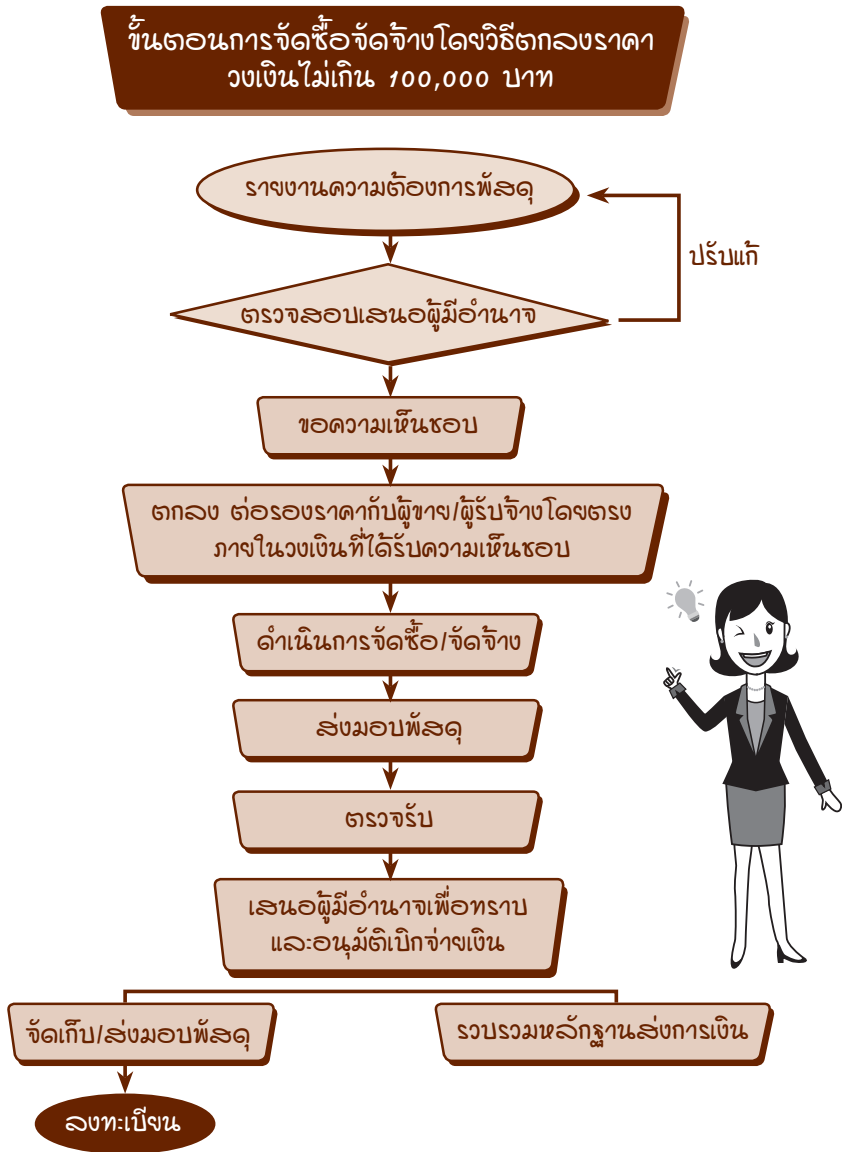 ขั้นตอนการจัดซื้อจัดจ้างโดยวิธีตกลงราคา
วงเงินไม่เกิน 100,000 บาท
รายงานความต้องการพัสดุ
ปรับแก้
ตรวจสอบเสนอผู้มีอำนาจ
ขอความเห็นชอบ
ตกลง ต่อรองราคากับผู้ขาย/ผู้รับจ้างโดยตรง
ภายในวงเงินที่ได้รับความเห็นชอบ
ดำเนินการจัดซื้อ/จัดจ้าง
ส่งมอบพัสดุ
ตรวจรับ
เสนอผู้มีอำนาจเพื่อทราบ
และอนุมัติเบิกจ่ายเงิน
จัดเก็บ/ส่งมอบพัสดุ
รวบรวมหลักฐานส่งการเงิน
ลงทะเบียน